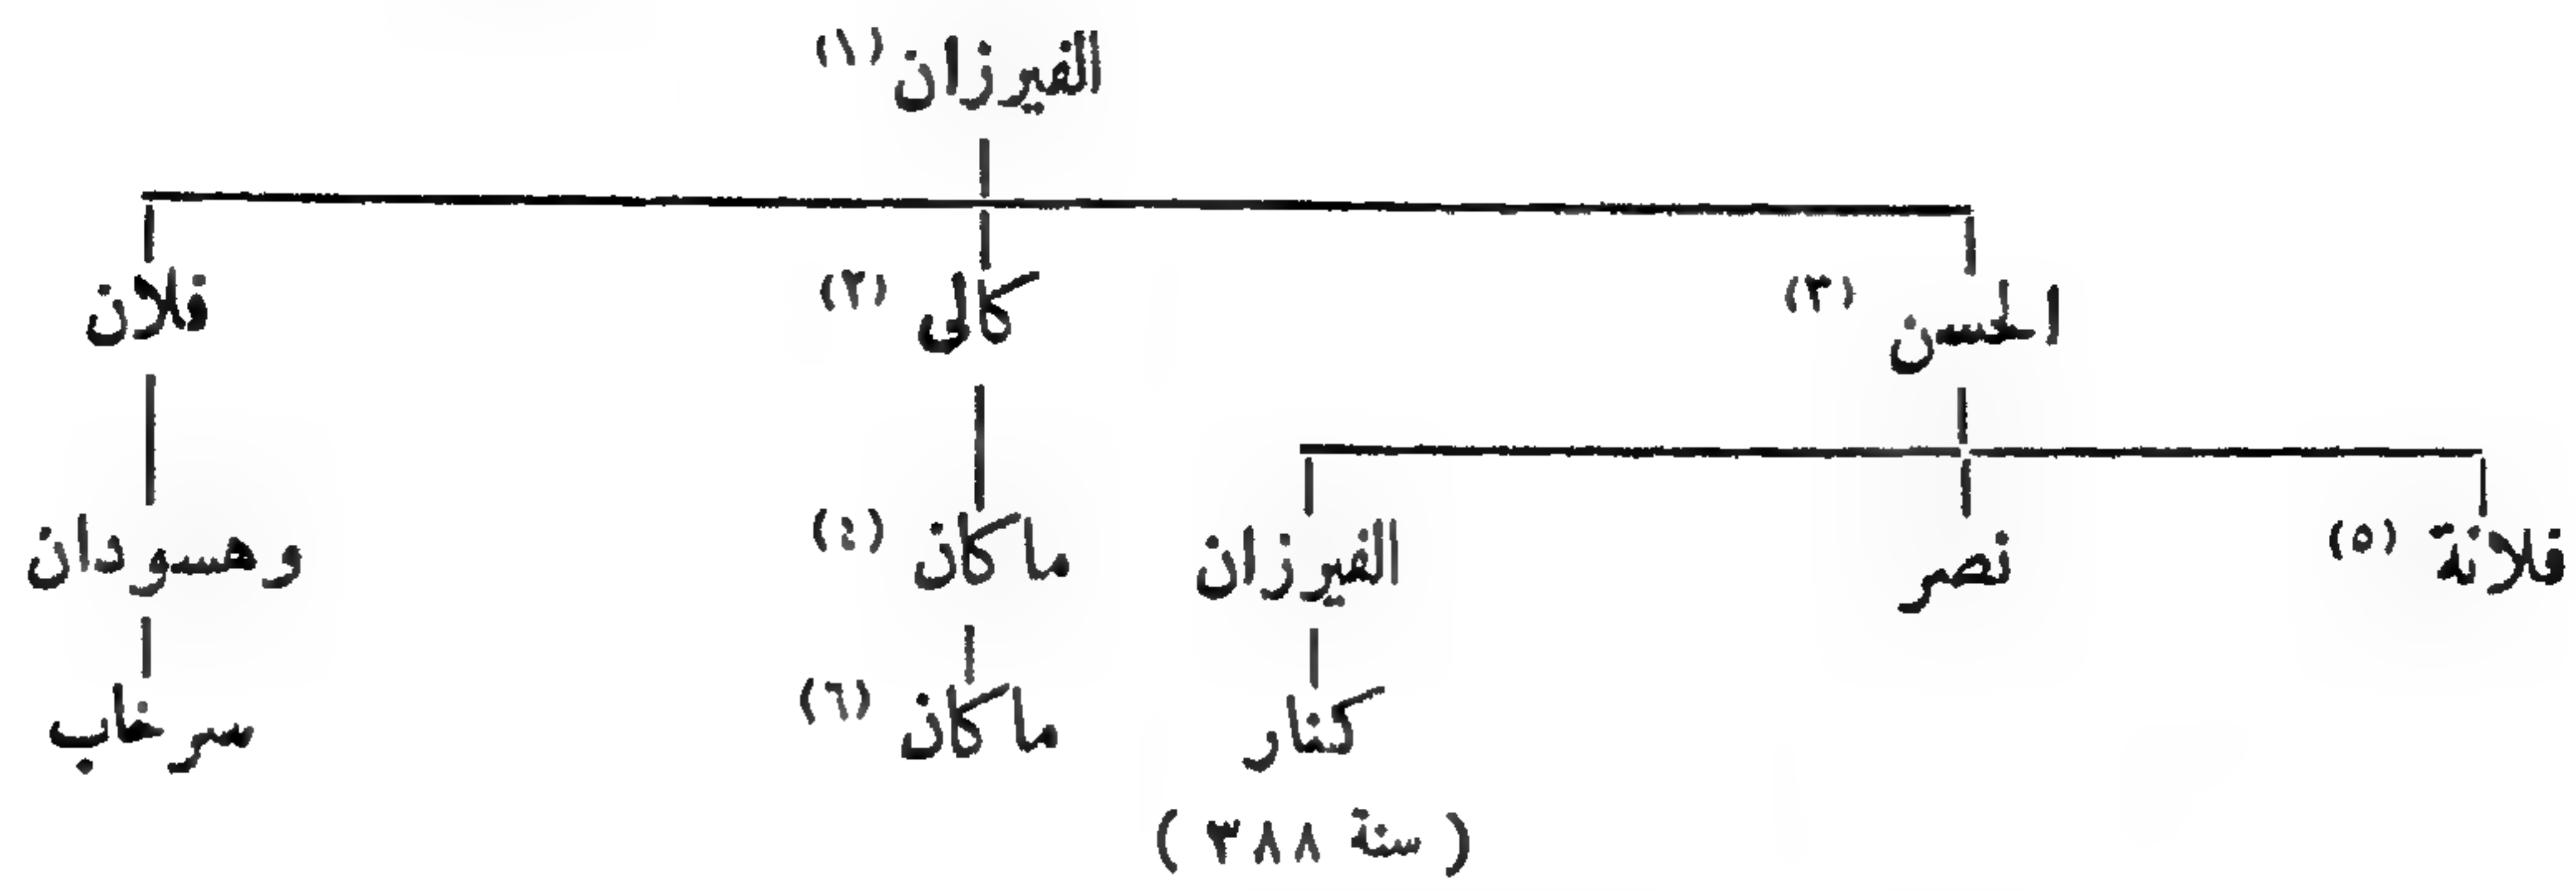 الفيرزان (١)
الحسن (٣) كالى (٢) فلان
فلانة (٥) نصر الفيرزان ماكان (٤) وهسودان
كنار ماكان (٦) سرخاب
( سنة ٣٨٨ )